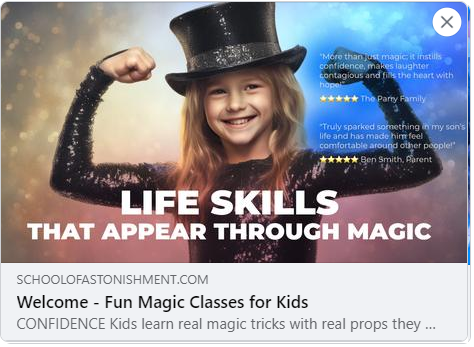 "More than just magic; it instills
confidence, makes laughter
contagious and fills the heart with
hope!"
⭐⭐⭐⭐⭐ The Parry Family
"Truly sparked something in my son's
life and has made him feel
comfortable around other people!"
⭐⭐⭐⭐⭐ Ben Smith, Parent
LIFE SKILLS
THAT APPEAR THROUGH MAGIC
SCHOOLOFASTONISHMENT.COM
Welcome - Fun Magic Classes for Kids
CONFIDENCE Kids learn real magic tricks with real props they ...